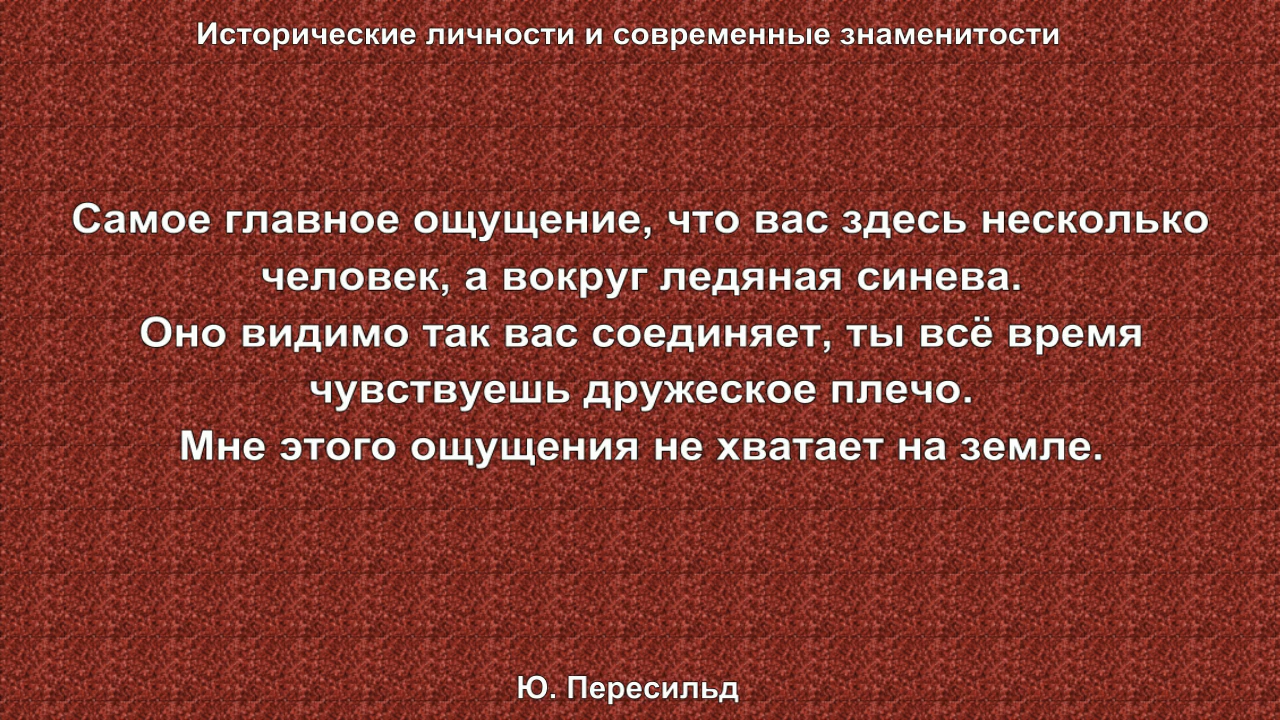 Исторические личности и современные знаменитости
Самое главное ощущение, что вас здесь несколько
человек, а вокруг ледяная синева.
Оно видимо так вас соединяет, ты всё время
чувствуешь дружеское плечо.
Мне этого ощущения не хватает на земле.
Ю. Пересильд